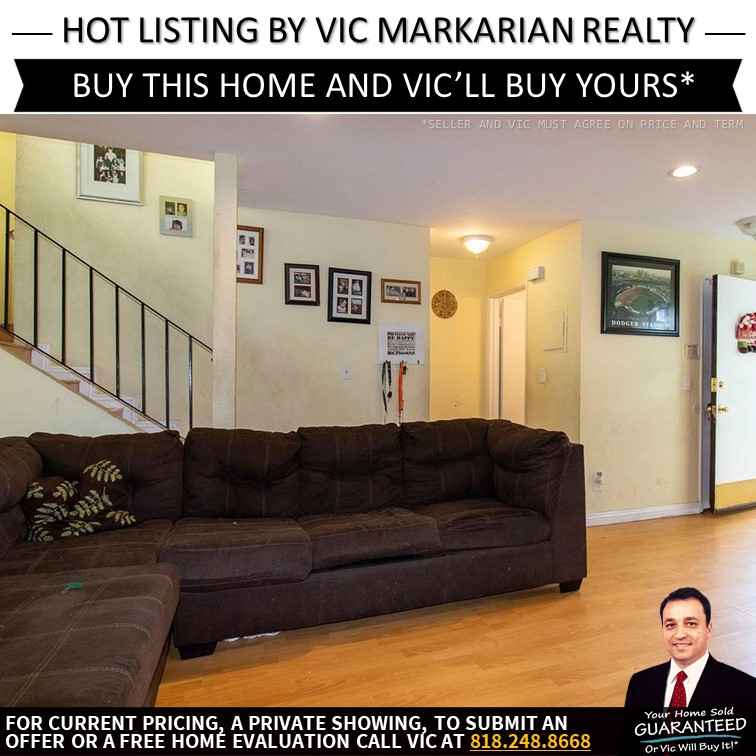 HOT LISTING BY VIC MARKARIAN REALTY
BUY THIS HOME AND VIC’LL BUY YOURS*
*SELLER AND VIC MUST AGREE ON PRICE AND TERM
DODGER STADIUM
BE HAPPY
FOR CURRENT PRICING, A PRIVATE SHOWING, TO SUBMIT AN
OFFER OR A FREE HOME EVALUATION CALL VIC AT 818.248.8668
Your Home Sold
GUARANTEED
Or Vic Will Buy It!